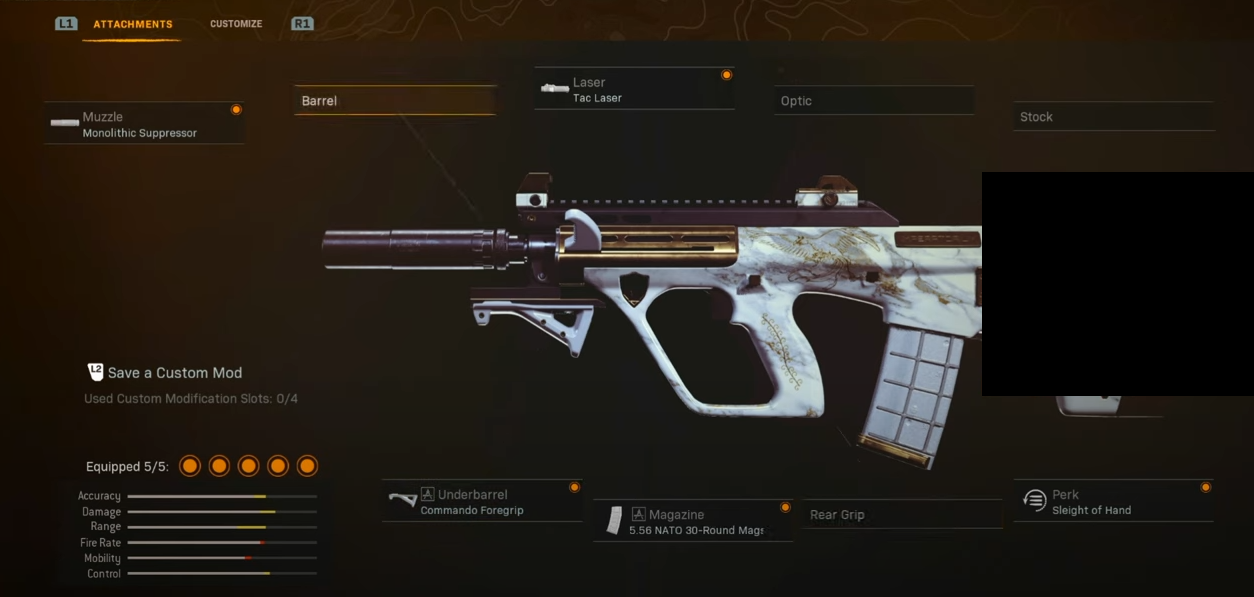 L1 ATTACHMENTS CUSTOMIZE R1
Laser
Tac Laser
Barrel
Optic
Muzzle
Monolithic Suppressor
Stock
L2 Save a Custom Mod
Used Custom Modification Slots: 0/4
Equipped 5/5:
Accuracy
Damage
Range
Fire Rate
Mobility
Control
A Underbarrel
Commando Foregrip
A Magazine
5.56 NATO 30-Round Mags
Rear Grip
Perk
Sleight of Hand